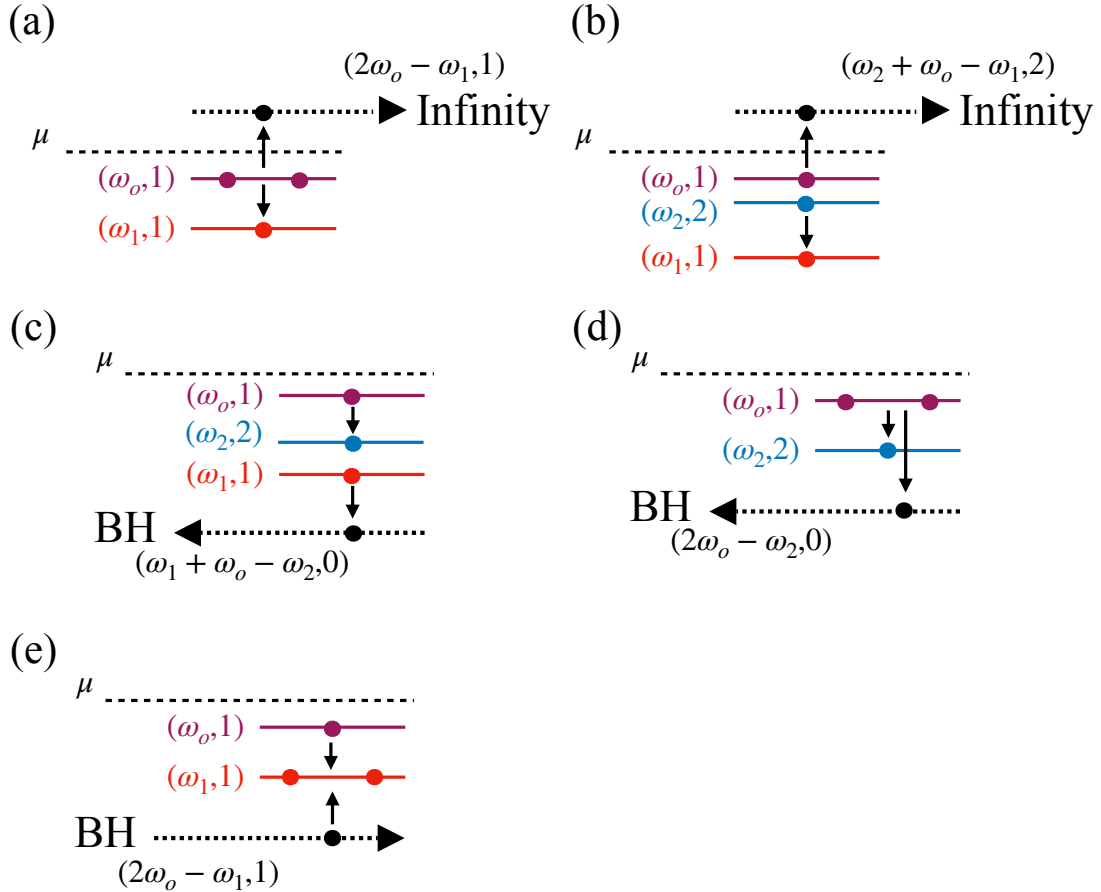 (a)
(2ωₒ − ω₁,1)
Infinity
μ
(ωₒ,1)
(ω₁,1)
(b)
(ω₂ + ωₒ − ω₁,2)
Infinity
μ
(ωₒ,1)
(ω₂,2)
(ω₁,1)
(c)
μ
(ωₒ,1)
(ω₂,2)
(ω₁,1)
BH
(ω₁ + ωₒ − ω₂,0)
(d)
μ
(ωₒ,1)
(ω₂,2)
BH
(2ωₒ − ω₂,0)
(e)
μ
(ωₒ,1)
(ω₁,1)
BH
(2ωₒ − ω₁,1)